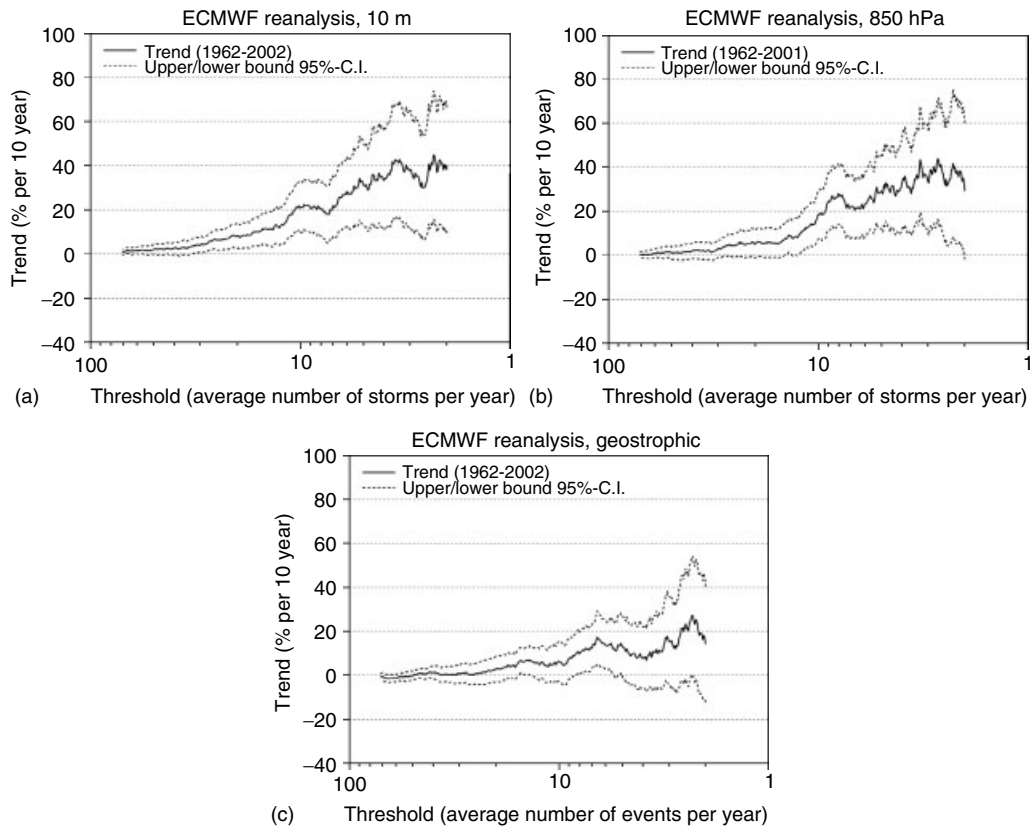 ECMWF reanalysis, 10 m
Trend (1962-2002)
Upper/lower bound 95%-C.I.
Trend (% per 10 year)
100
80
60
40
20
0
−20
−40
100
10
1
(a)
Threshold (average number of storms per year)
ECMWF reanalysis, 850 hPa
Trend (1962-2001)
Upper/lower bound 95%-C.I.
Trend (% per 10 year)
100
80
60
40
20
0
−20
−40
100
10
1
(b)
Threshold (average number of storms per year)
ECMWF reanalysis, geostrophic
Trend (1962-2002)
Upper/lower bound 95%-C.I.
Trend (% per 10 year)
100
80
60
40
20
0
−20
−40
100
10
1
(c)
Threshold (average number of events per year)